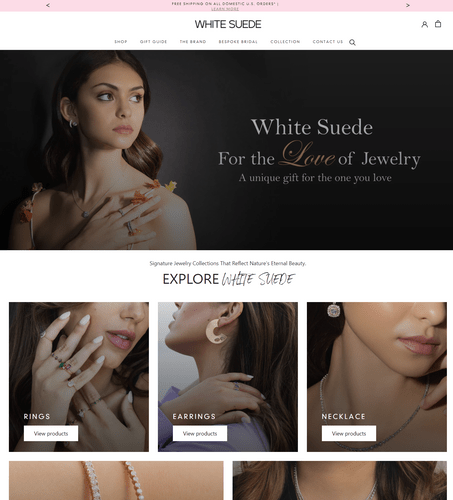 FREE SHIPPING ON ALL DOMESTIC U.S. ORDERS* |
LEARN MORE
WHITE SUEDE
SHOP GIFT GUIDE THE BRAND BESPOKE BRIDAL COLLECTION CONTACT US
White Suede
For the Love of Jewelry
A unique gift for the one you love
Signature Jewelry Collections That Reflect Nature's Eternal Beauty.
EXPLORE WHITE SUEDE
RINGS EARRINGS NECKLACE
View products View products View products